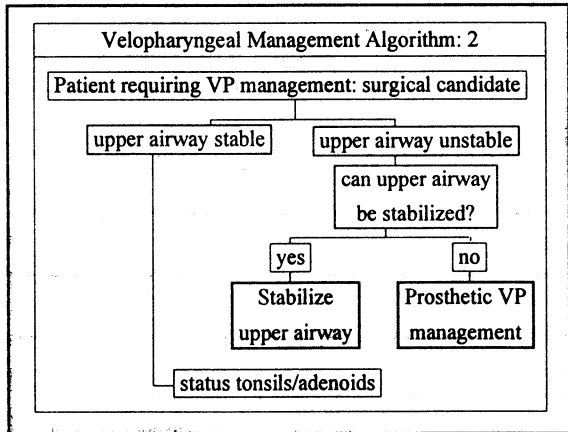 Velopharyngeal Management Algorithm: 2
Patient requiring VP management: surgical candidate
upper airway stable
upper airway unstable
can upper airway
be stabilized?
yes
no
Stabilize
upper airway
Prosthetic VP
management
status tonsils/adenoids